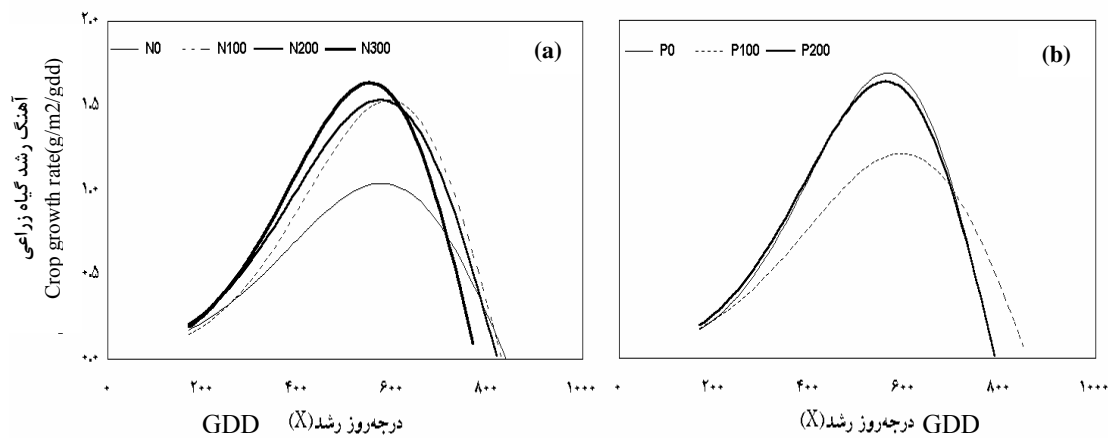 ۲.۰
N0 N100 N200 N300 (a)
۱.۵
۱.۰
۰.۵
۰.۰
آهنگ رشد گیاه زراعی
Crop growth rate(g/m2/gdd)
۰ ۲۰۰ ۴۰۰ ۶۰۰ ۸۰۰ ۱۰۰۰
GDD درجه‌روز رشد(X)
P0 P100 P200 (b)
۰ ۲۰۰ ۴۰۰ ۶۰۰ ۸۰۰ ۱۰۰۰
درجه‌روز رشد(X) GDD